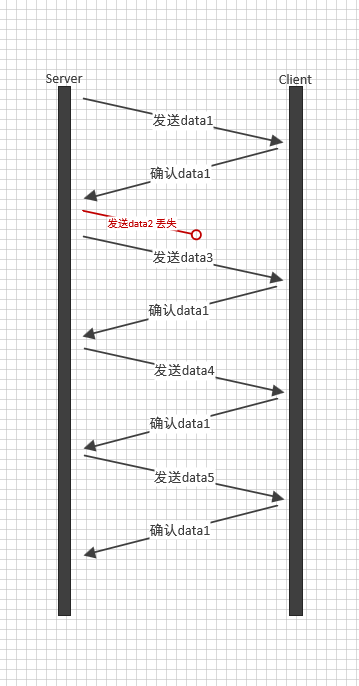 Server
Client
发送data1
确认data1
发送data2 丢失
发送data3
确认data1
发送data4
确认data1
发送data5
确认data1